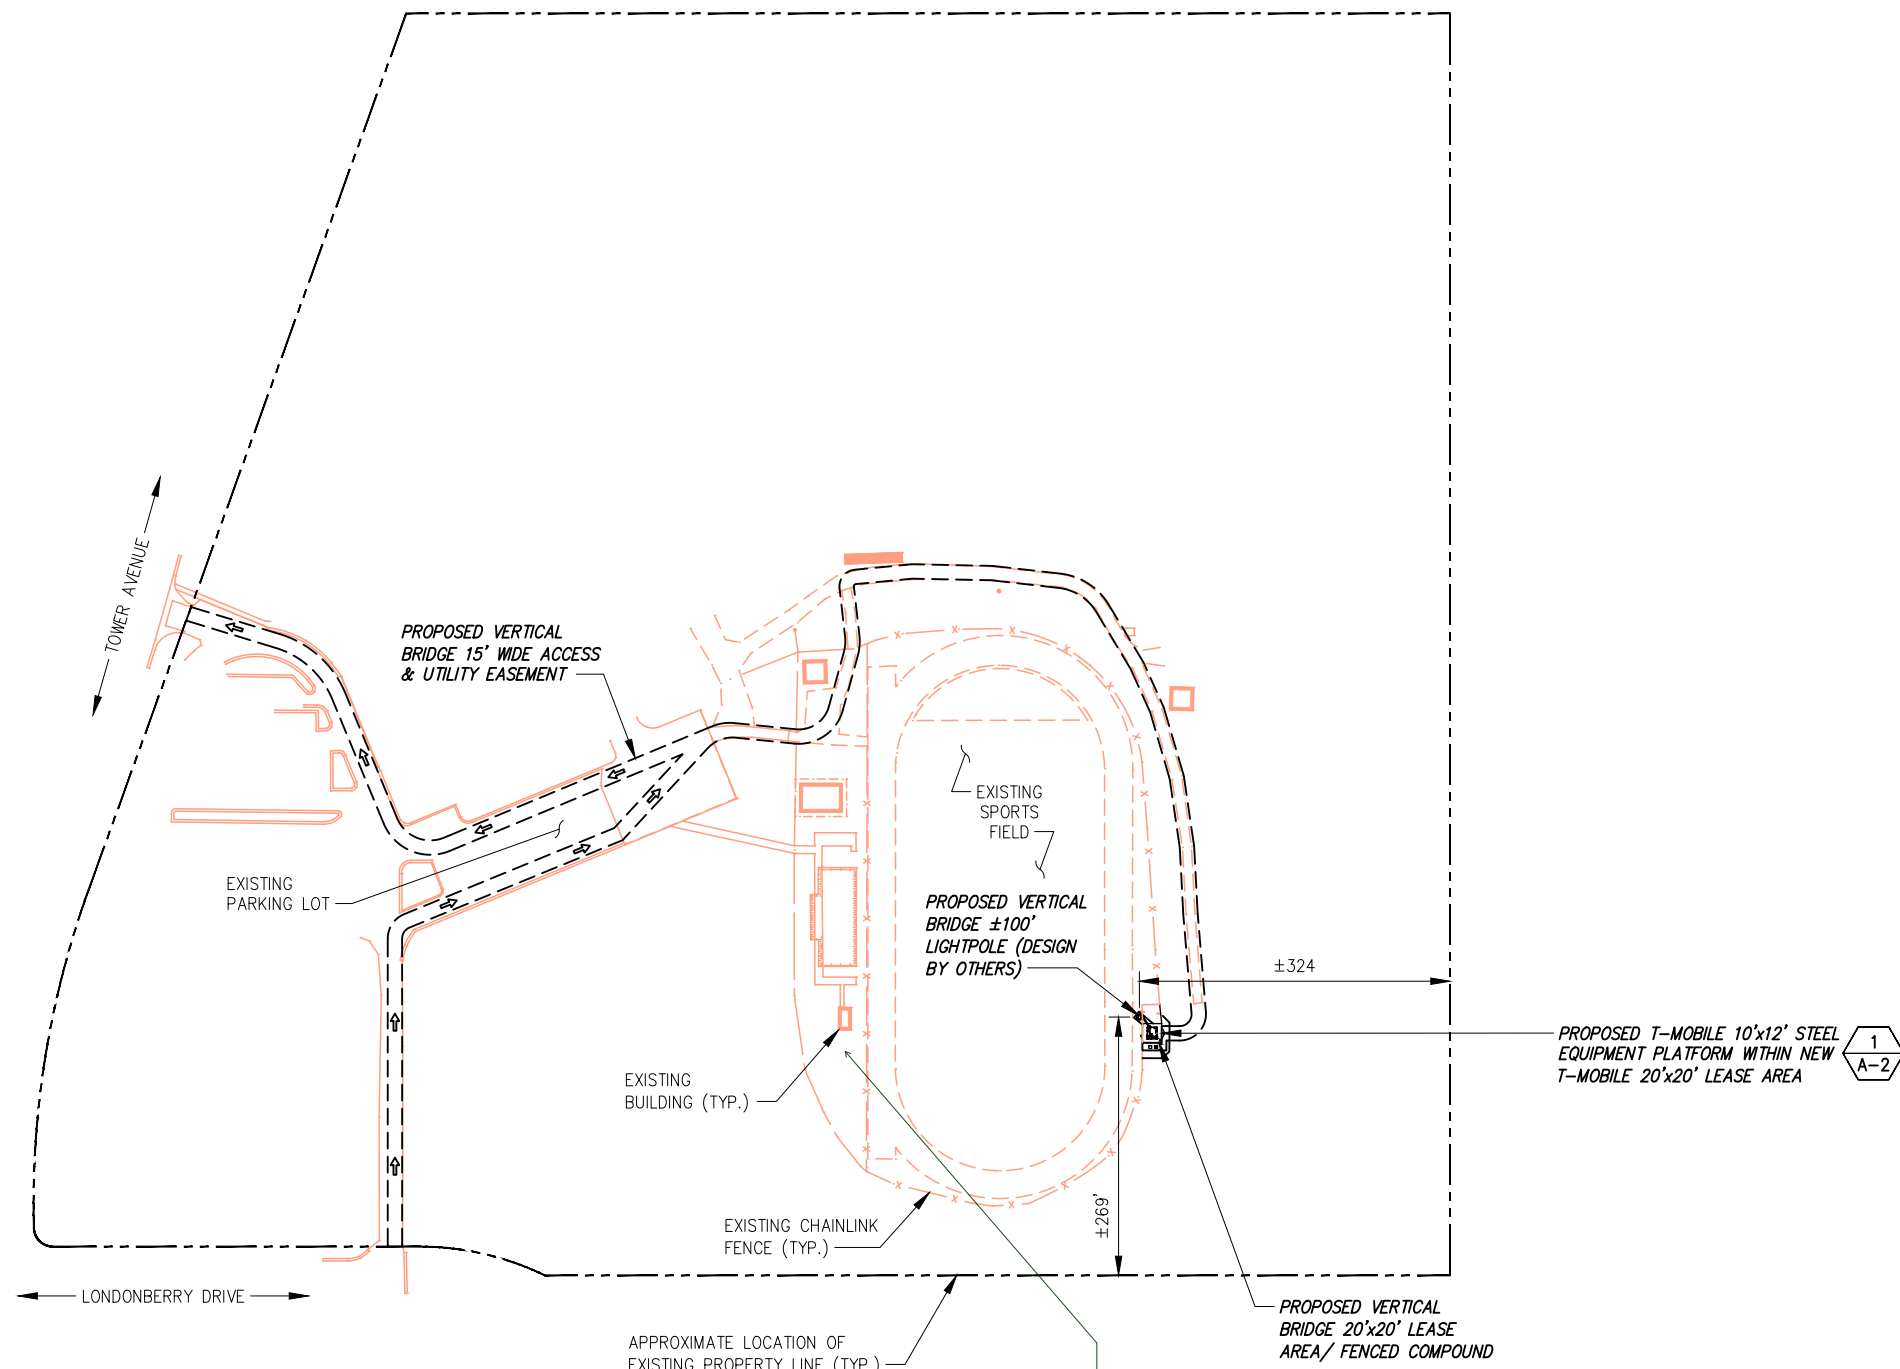 TOWER AVENUE
PROPOSED VERTICAL
BRIDGE 15' WIDE ACCESS
& UTILITY EASEMENT
EXISTING
SPORTS
FIELD
EXISTING
PARKING LOT
PROPOSED VERTICAL
BRIDGE ±100'
LIGHTPOLE (DESIGN
BY OTHERS)
±324
PROPOSED T-MOBILE 10'x12' STEEL
EQUIPMENT PLATFORM WITHIN NEW
T-MOBILE 20'x20' LEASE AREA
1
A-2
EXISTING
BUILDING (TYP.)
±269'
EXISTING CHAINLINK
FENCE (TYP.)
LONDONBERRY DRIVE
PROPOSED VERTICAL
BRIDGE 20'x20' LEASE
AREA/ FENCED COMPOUND
APPROXIMATE LOCATION OF
EXISTING PROPERTY LINE (TYP.)